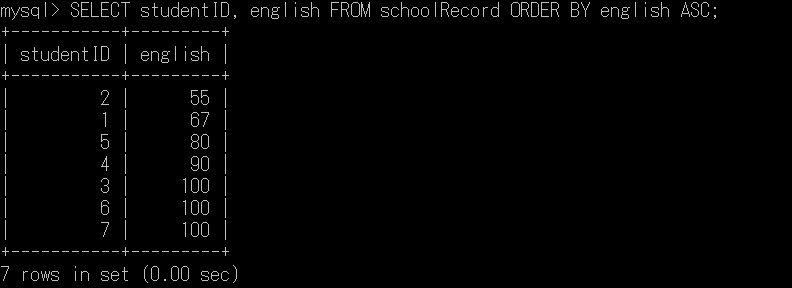 mysql> SELECT studentID, english FROM schoolRecord ORDER BY english ASC;
+-----------+---------+
| studentID | english |
+-----------+---------+
|         2 |      55 |
|         1 |      67 |
|         5 |      80 |
|         4 |      90 |
|         3 |     100 |
|         6 |     100 |
|         7 |     100 |
+-----------+---------+
7 rows in set (0.00 sec)